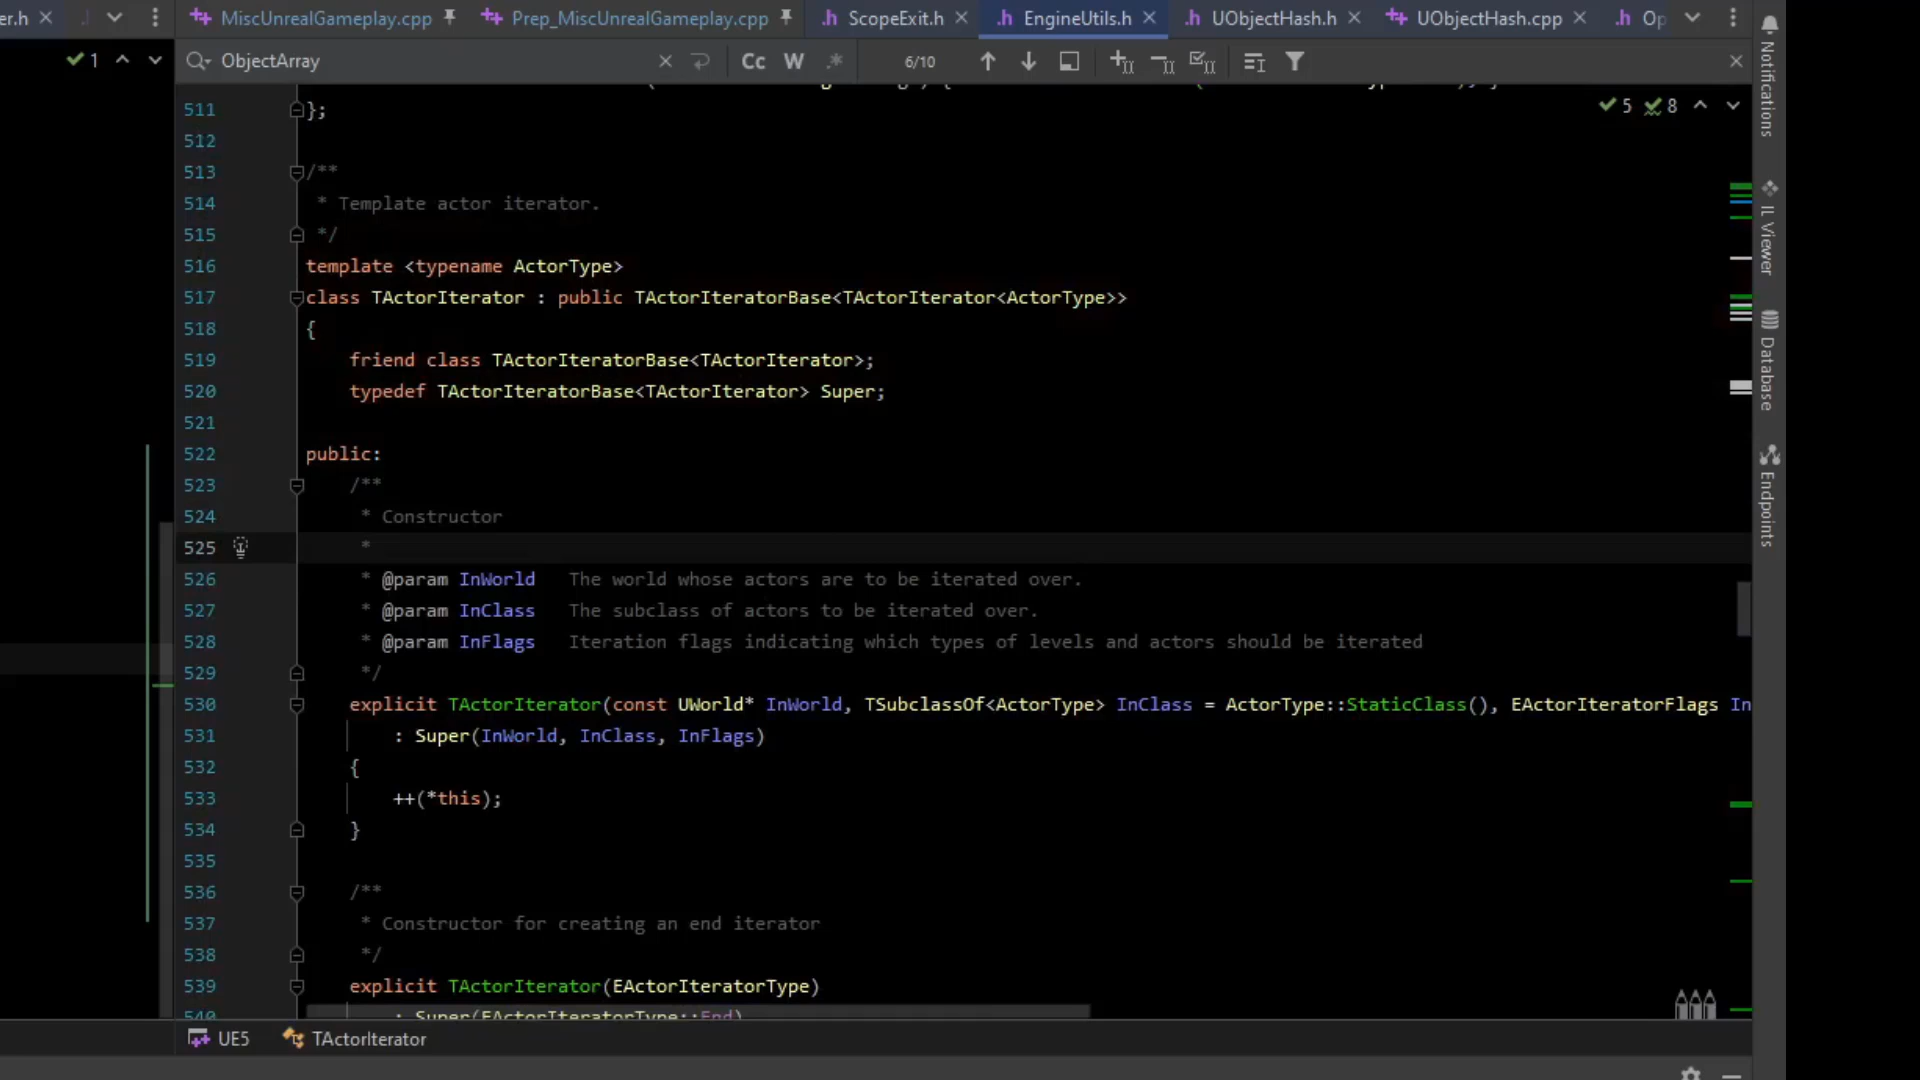 er.h MiscUnrealGameplay.cpp Prep_MiscUnrealGameplay.cpp .h ScopeExit.h .h EngineUtils.h .h UObjectHash.h UObjectHash.cpp .h Op
1 ObjectArray Cc W .* 6/10
5 8
Notifications
IL Viewer
Database
Endpoints
511 };
512
513 /**
514 * Template actor iterator.
515 */
516 template <typename ActorType>
517 class TActorIterator : public TActorIteratorBase<TActorIterator<ActorType>>
518 {
519 friend class TActorIteratorBase<TActorIterator>;
520 typedef TActorIteratorBase<TActorIterator> Super;
521
522 public:
523 /**
524 * Constructor
525 *
526 * @param InWorld The world whose actors are to be iterated over.
527 * @param InClass The subclass of actors to be iterated over.
528 * @param InFlags Iteration flags indicating which types of levels and actors should be iterated
529 */
530 explicit TActorIterator(const UWorld* InWorld, TSubclassOf<ActorType> InClass = ActorType::StaticClass(), EActorIteratorFlags In
531 : Super(InWorld, InClass, InFlags)
532 {
533 ++(*this);
534 }
535
536 /**
537 * Constructor for creating an end iterator
538 */
539 explicit TActorIterator(EActorIteratorType)
540 : Super(EActorIteratorType::End)
UE5 TActorIterator